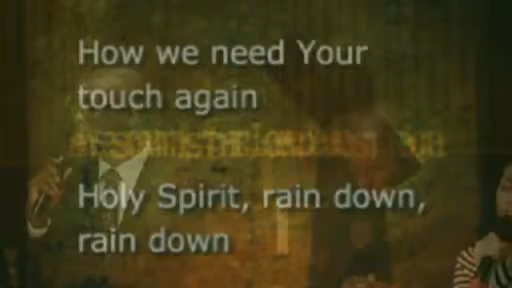 How we need Your
touch again
Holy Spirit, rain down,
rain down